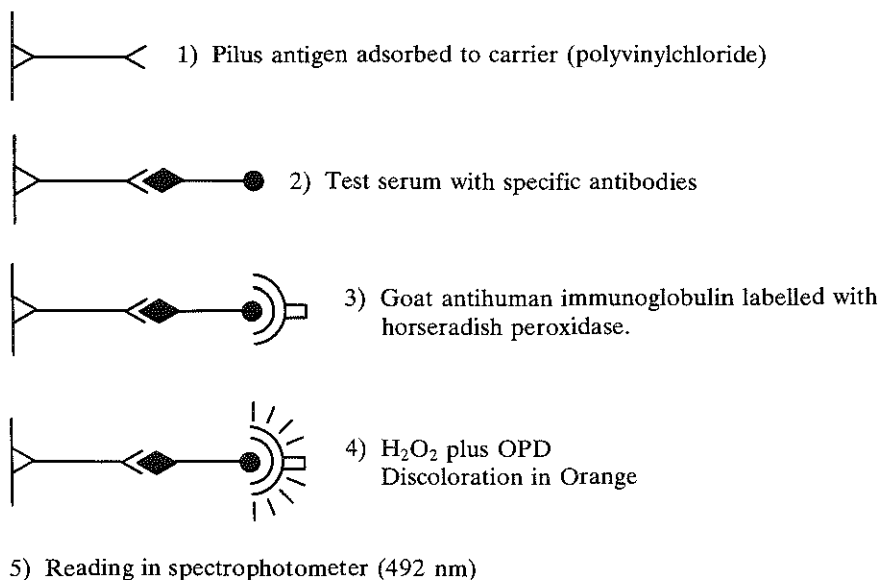 1) Pilus antigen adsorbed to carrier (polyvinylchloride)
2) Test serum with specific antibodies
3) Goat antihuman immunoglobulin labelled with
horseradish peroxidase.
4) H₂O₂ plus OPD
Discoloration in Orange
5) Reading in spectrophotometer (492 nm)